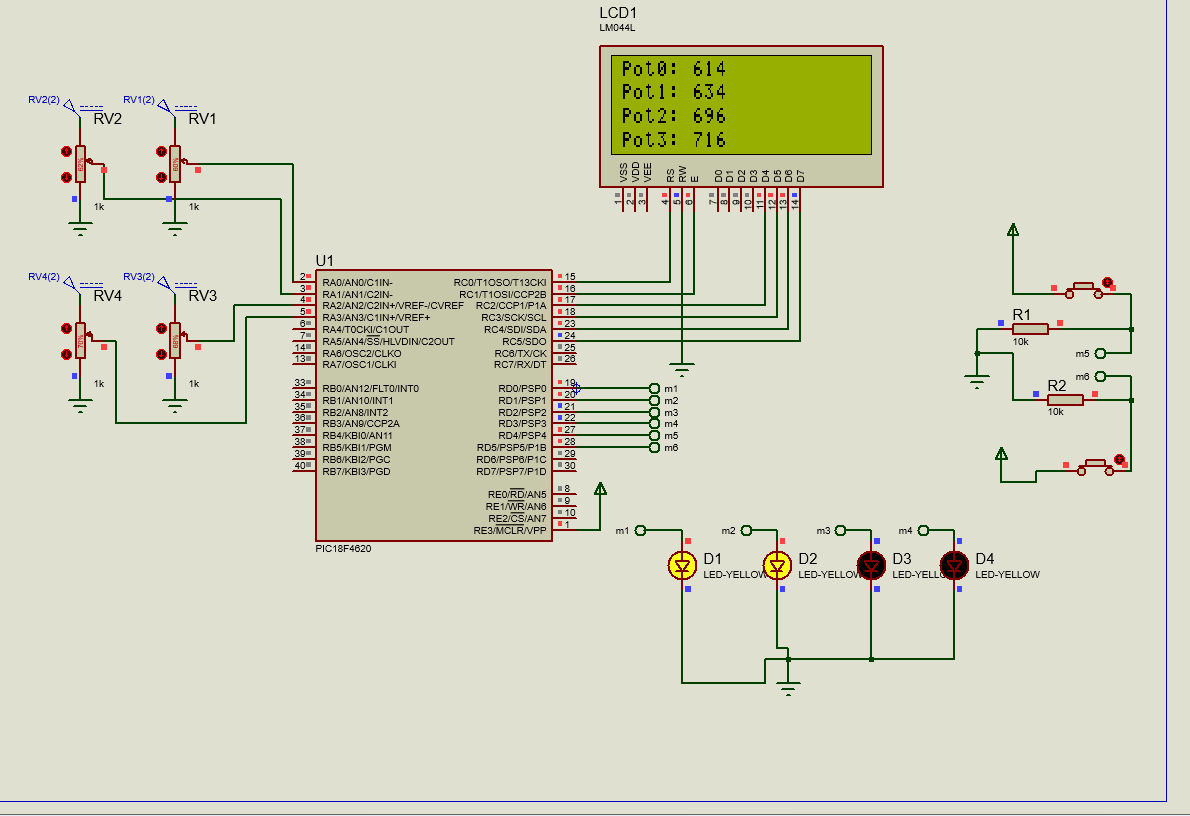 LCD1
LM044L
Pot0: 614
Pot1: 634
Pot2: 696
Pot3: 716
VSS VDD VEE RS RW E D0 D1 D2 D3 D4 D5 D6 D7
1 2 3 4 5 6 7 8 9 10 11 12 13 14
RV2(2) RV1(2)
RV2 RV1
62% 60%
1k 1k
RV4(2) RV3(2)
RV4 RV3
70% 68%
1k 1k
U1
2 RA0/AN0/C1IN- RC0/T1OSO/T13CKI 15
3 RA1/AN1/C2IN- RC1/T1OSI/CCP2B 16
4 RA2/AN2/C2IN+/VREF-/CVREF RC2/CCP1/P1A 17
5 RA3/AN3/C1IN+/VREF+ RC3/SCK/SCL 18
6 RA4/T0CKI/C1OUT RC4/SDI/SDA 23
7 RA5/AN4/SS/HLVDIN/C2OUT RC5/SDO 24
14 RA6/OSC2/CLKO RC6/TX/CK 25
13 RA7/OSC1/CLKI RC7/RX/DT 26
33 RB0/AN12/FLT0/INT0 RD0/PSP0 19 m1
34 RB1/AN10/INT1 RD1/PSP1 20 m2
35 RB2/AN8/INT2 RD2/PSP2 21 m3
36 RB3/AN9/CCP2A RD3/PSP3 22 m4
37 RB4/KBI0/AN11 RD4/PSP4 27 m5
38 RB5/KBI1/PGM RD5/PSP5/P1B 28 m6
39 RB6/KBI2/PGC RD6/PSP6/P1C 29
40 RB7/KBI3/PGD RD7/PSP7/P1D 30
RE0/RD/AN5 8
RE1/WR/AN6 9
RE2/CS/AN7 10
RE3/MCLR/VPP 1
PIC18F4620
R1
10k
m5
m6
R2
10k
m1 m2 m3 m4
D1 D2 D3 D4
LED-YELLOW LED-YELLOW LED-YELLOW LED-YELLOW